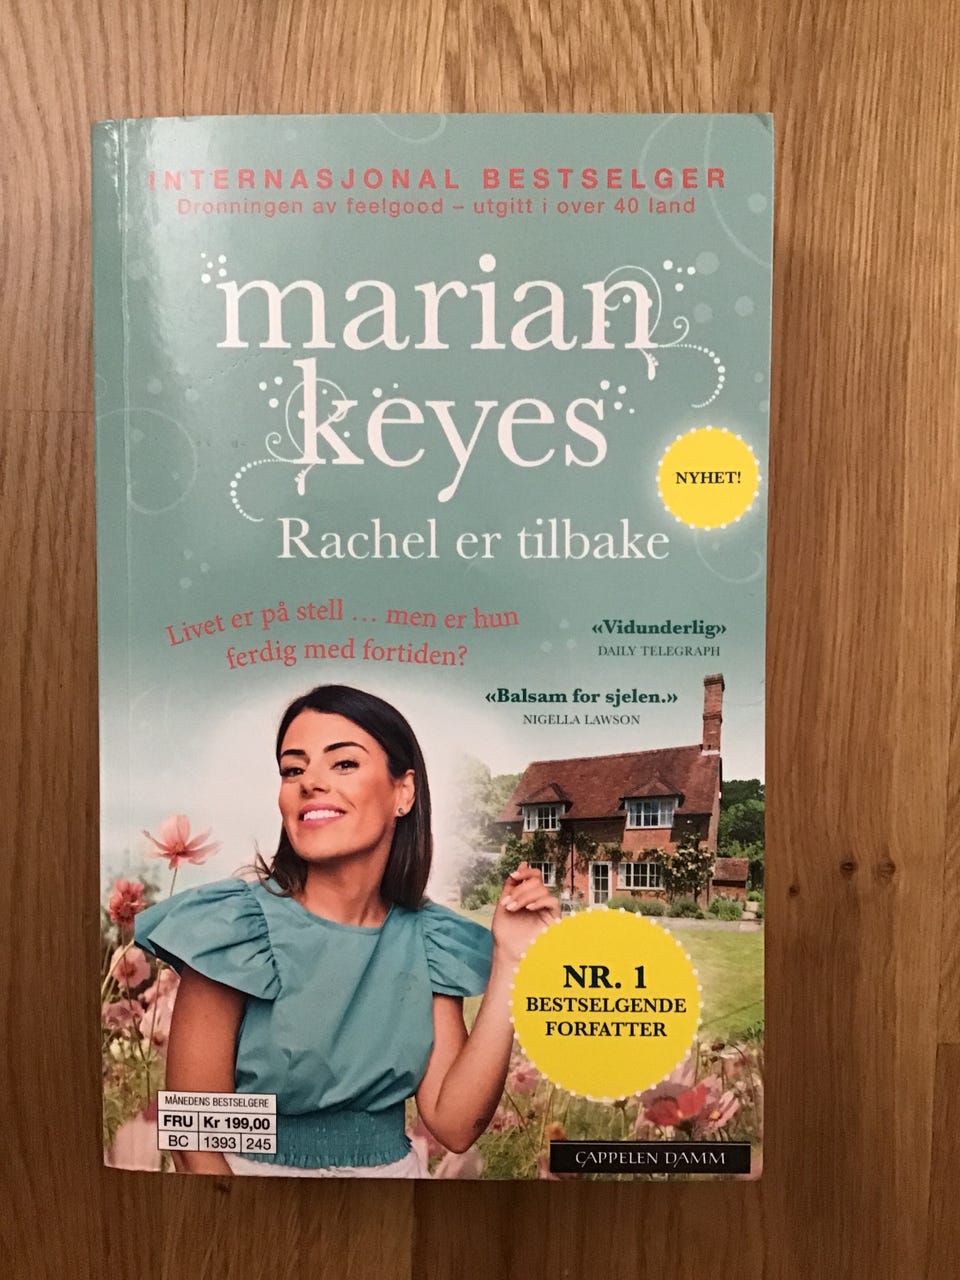 INTERNASJONAL BESTSELGER
Dronningen av feelgood – utgitt i over 40 land
marian
keyes
NYHET!
Rachel er tilbake
Livet er på stell ... men er hun
ferdig med fortiden?
«Vidunderlig»
DAILY TELEGRAPH
«Balsam for sjelen.»
NIGELLA LAWSON
NR. 1
BESTSELGENDE
FORFATTER
MÅNEDENS BESTSELGERE
FRU Kr 199,00
BC 1393 245
CAPPELEN DAMM